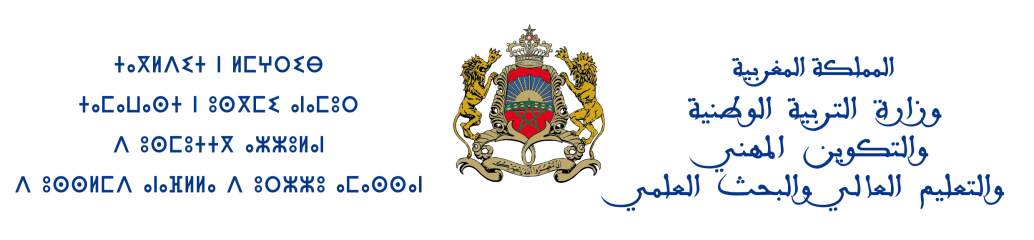 ⵜⴰⴳⵍⴷⵉⵜ ⵏ ⵍⵎⵖⵔⵉⴱ
ⵜⴰⵎⴰⵡⴰⵙⵜ ⵏ ⵓⵙⴳⵎⵉ ⴰⵏⴰⵎⵓⵔ
ⴷ ⵓⵙⵎⵓⵜⵜⴳ ⴰⵣⵣⵓⵍⴰⵏ
ⴷ ⵓⵙⵙⵍⵎⴷ ⴰⵏⴰⴼⵍⵍⴰ ⴷ ⵓⵔⵣⵣⵓ ⴰⵎⴰⵙⵙⴰⵏ
المملكة المغربية
وزارة التربية الوطنية
والتكوين المهني
والتعليم العالي والبحث العلمي